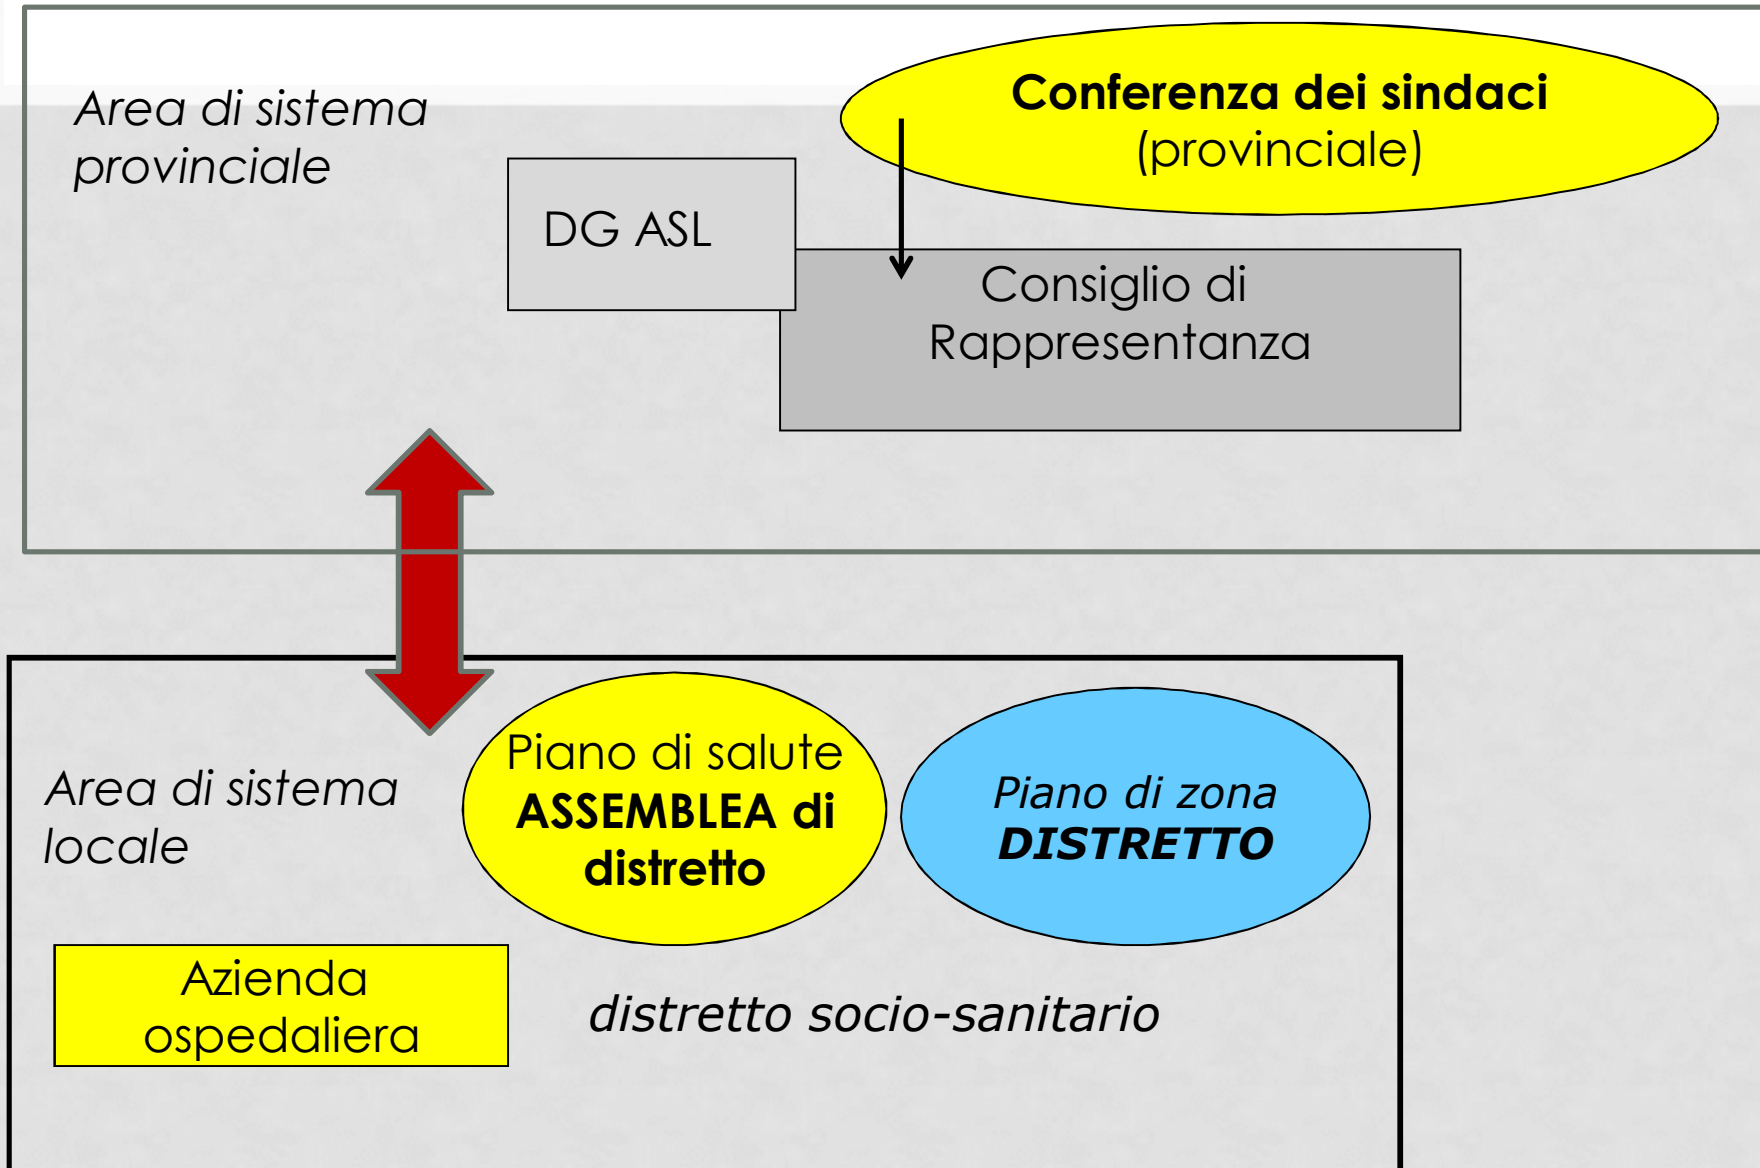 Area di sistema
provinciale
Conferenza dei sindaci
(provinciale)
DG ASL
Consiglio di
Rappresentanza
Area di sistema
locale
Piano di salute
ASSEMBLEA di
distretto
Piano di zona
DISTRETTO
Azienda
ospedaliera
distretto socio-sanitario